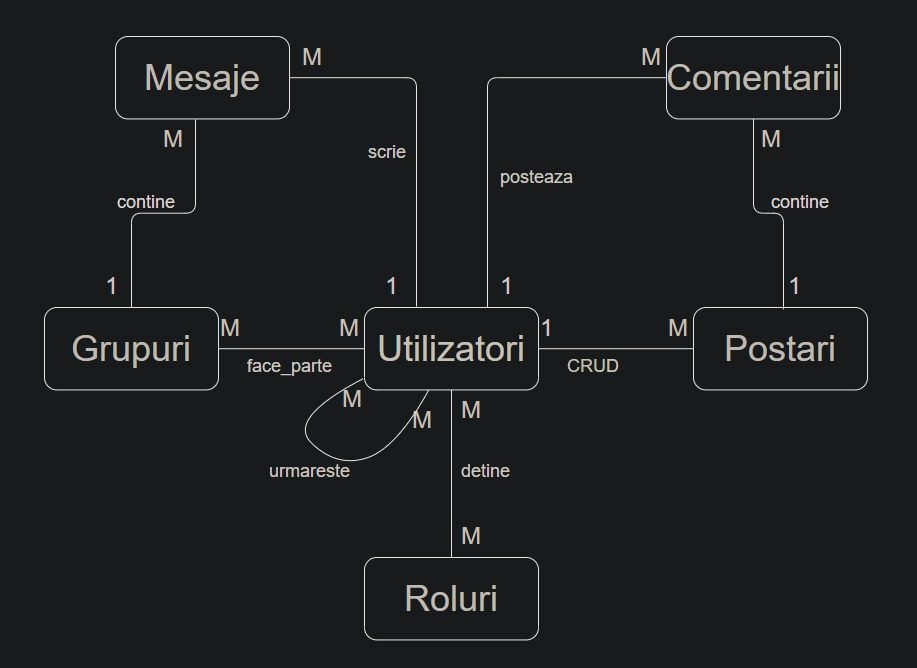 Mesaje
M
M
Comentarii
M
M
scrie
posteaza
contine
contine
1
1
1
1
Grupuri
M
M
Utilizatori
1
M
Postari
face_parte
CRUD
M
M
M
urmareste
detine
M
Roluri